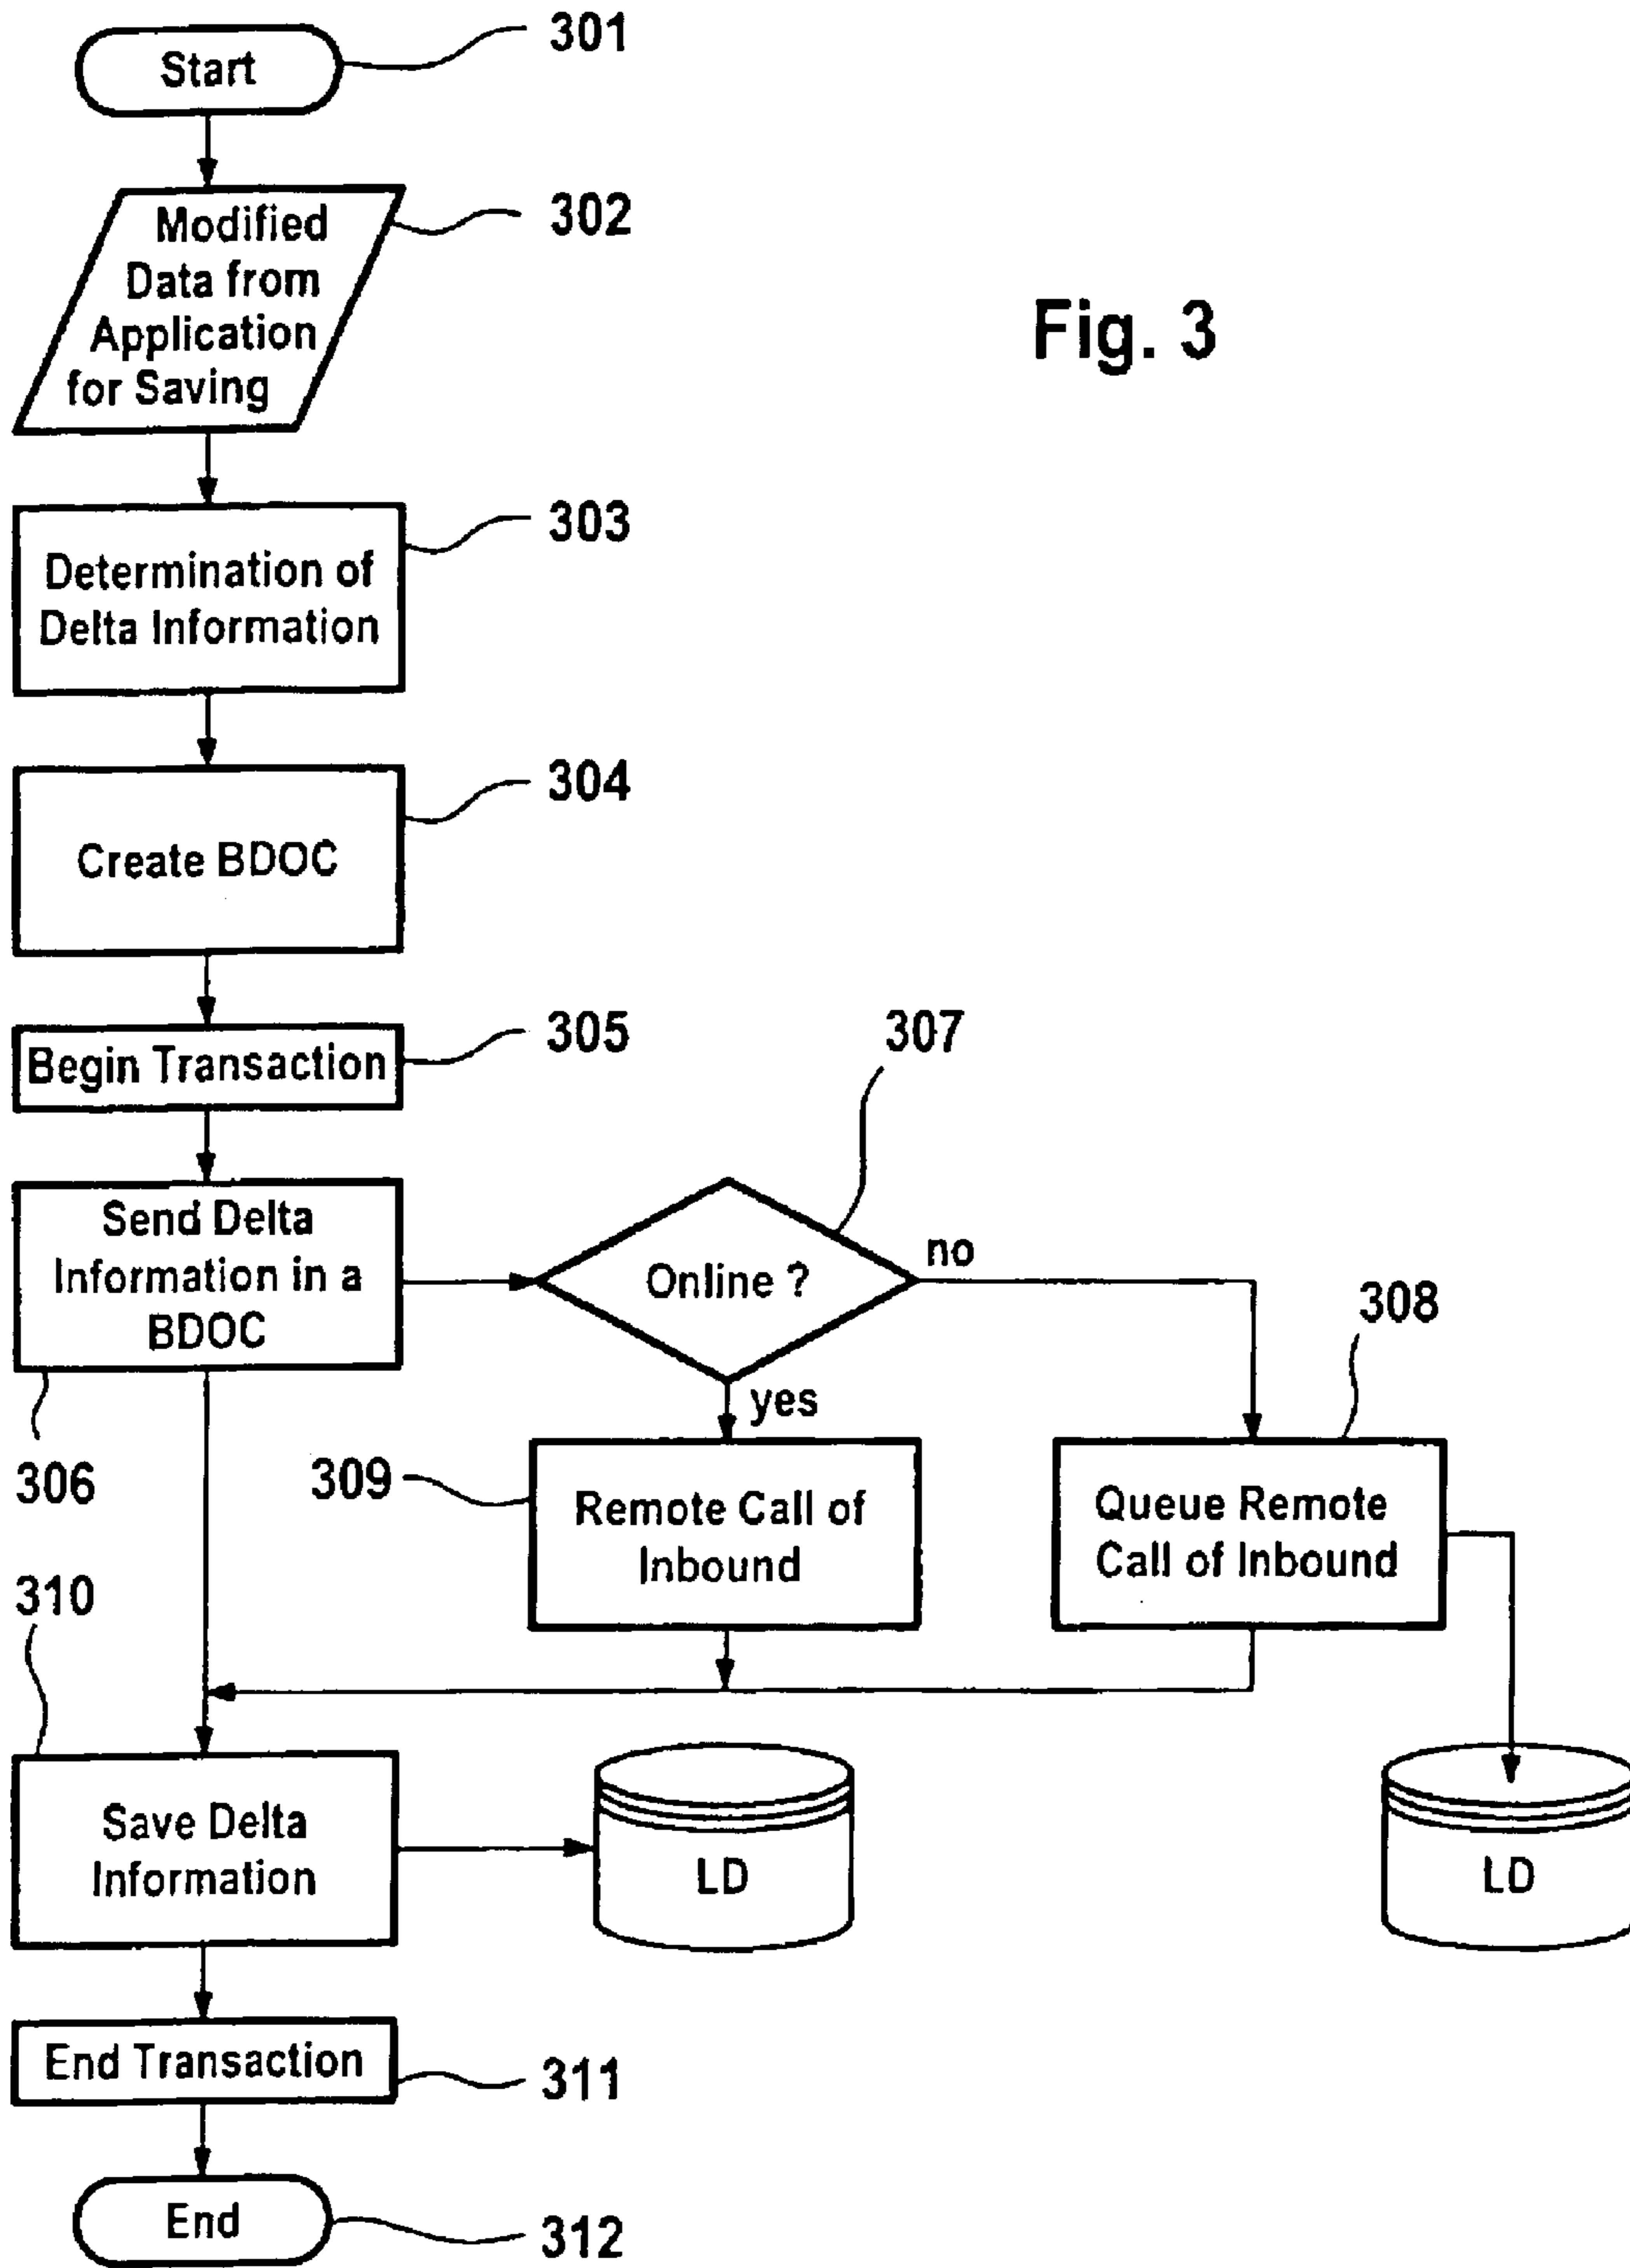 301
Start
302
Modified
Data from
Application
for Saving
Fig. 3
303
Determination of
Delta Information
304
Create BDOC
305
Begin Transaction
307
Send Delta
Information in a
BDOC
306
Online ?
no
yes
308
309
Remote Call of
Inbound
Queue Remote
Call of Inbound
310
Save Delta
Information
LD
LD
End Transaction
311
End
312